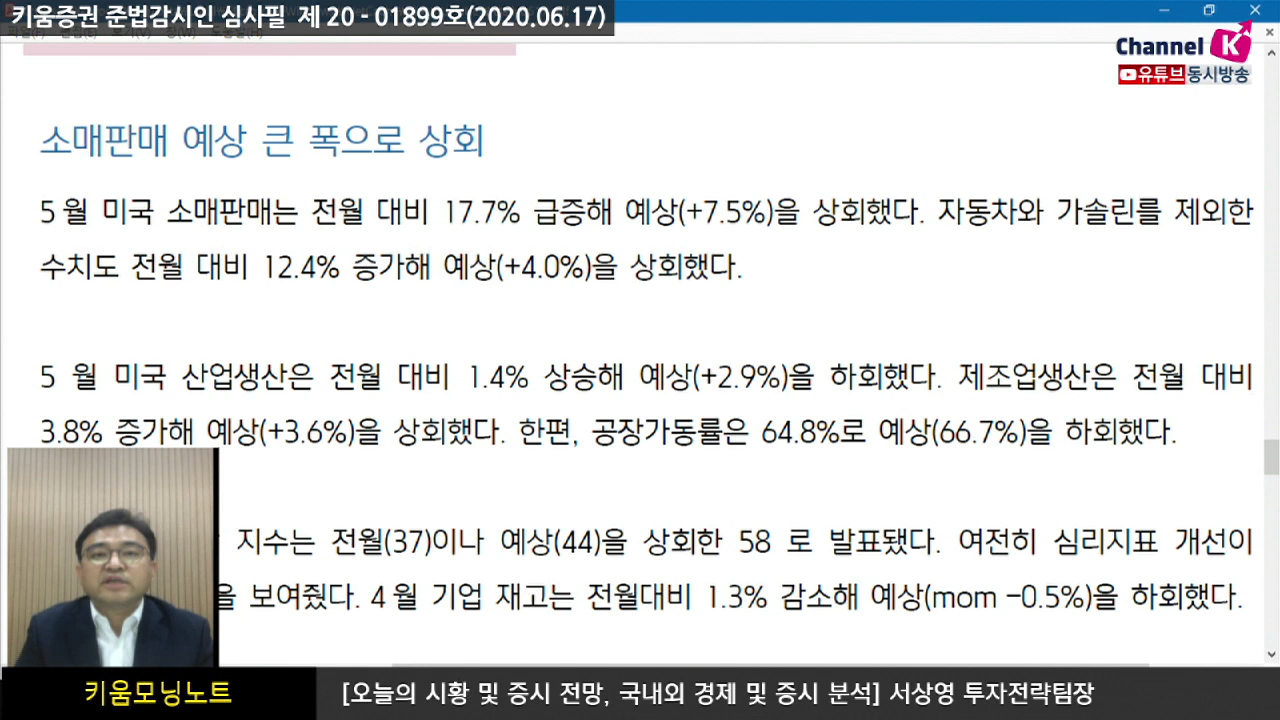 키움증권 준법감시인 심사필 제 20 - 01899호(2020.06.17)
Channel K
유튜브동시방송
소매판매 예상 큰 폭으로 상회
5월 미국 소매판매는 전월 대비 17.7% 급증해 예상(+7.5%)을 상회했다. 자동차와 가솔린를 제외한
수치도 전월 대비 12.4% 증가해 예상(+4.0%)을 상회했다.
5 월 미국 산업생산은 전월 대비 1.4% 상승해 예상(+2.9%)을 하회했다. 제조업생산은 전월 대비
3.8% 증가해 예상(+3.6%)을 상회했다. 한편, 공장가동률은 64.8%로 예상(66.7%)을 하회했다.
지수는 전월(37)이나 예상(44)을 상회한 58 로 발표됐다. 여전히 심리지표 개선이
을 보여줬다. 4월 기업 재고는 전월대비 1.3% 감소해 예상(mom -0.5%)을 하회했다.
키움모닝노트
[오늘의 시황 및 증시 전망, 국내외 경제 및 증시 분석] 서상영 투자전략팀장